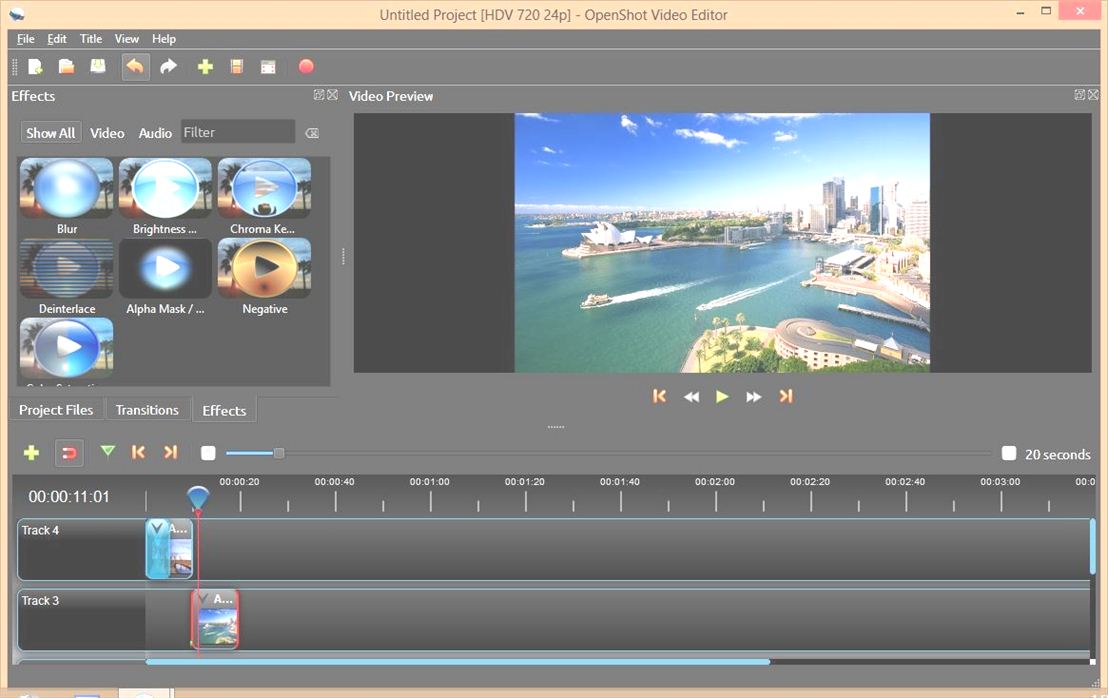 Untitled Project [HDV 720 24p] - OpenShot Video Editor
File Edit Title View Help
Effects
Video Preview
Show All Video Audio Filter
Blur Brightness ... Chroma Ke...
Deinterlace Alpha Mask / ... Negative
Project Files Transitions Effects
20 seconds
00:00:11:01
00:00:20 00:00:40 00:01:00 00:01:20 00:01:40 00:02:00 00:02:20 00:02:40 00:03:00 00:0
Track 4 A...
Track 3 A...